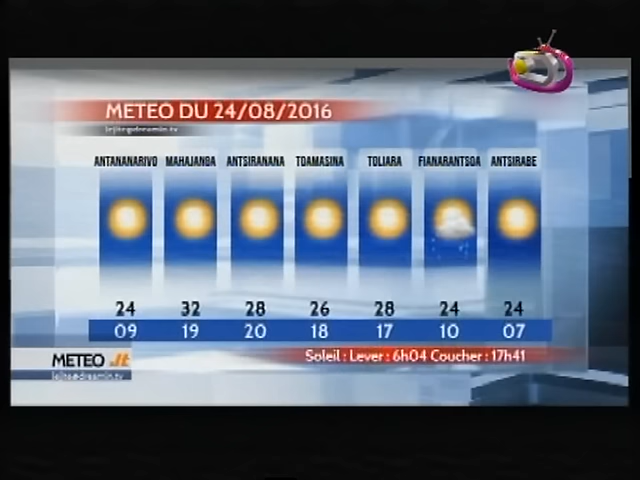 METEO DU 24/08/2016
ANTANANARIVO MAHAJANGA ANTSIRANANA TOAMASINA TOLIARA FIANARANTSOA ANTSIRABE
24 32 28 26 28 24 24
09 19 20 18 17 10 07
METEO .Jt
Soleil : Lever : 6h04 Coucher : 17h41